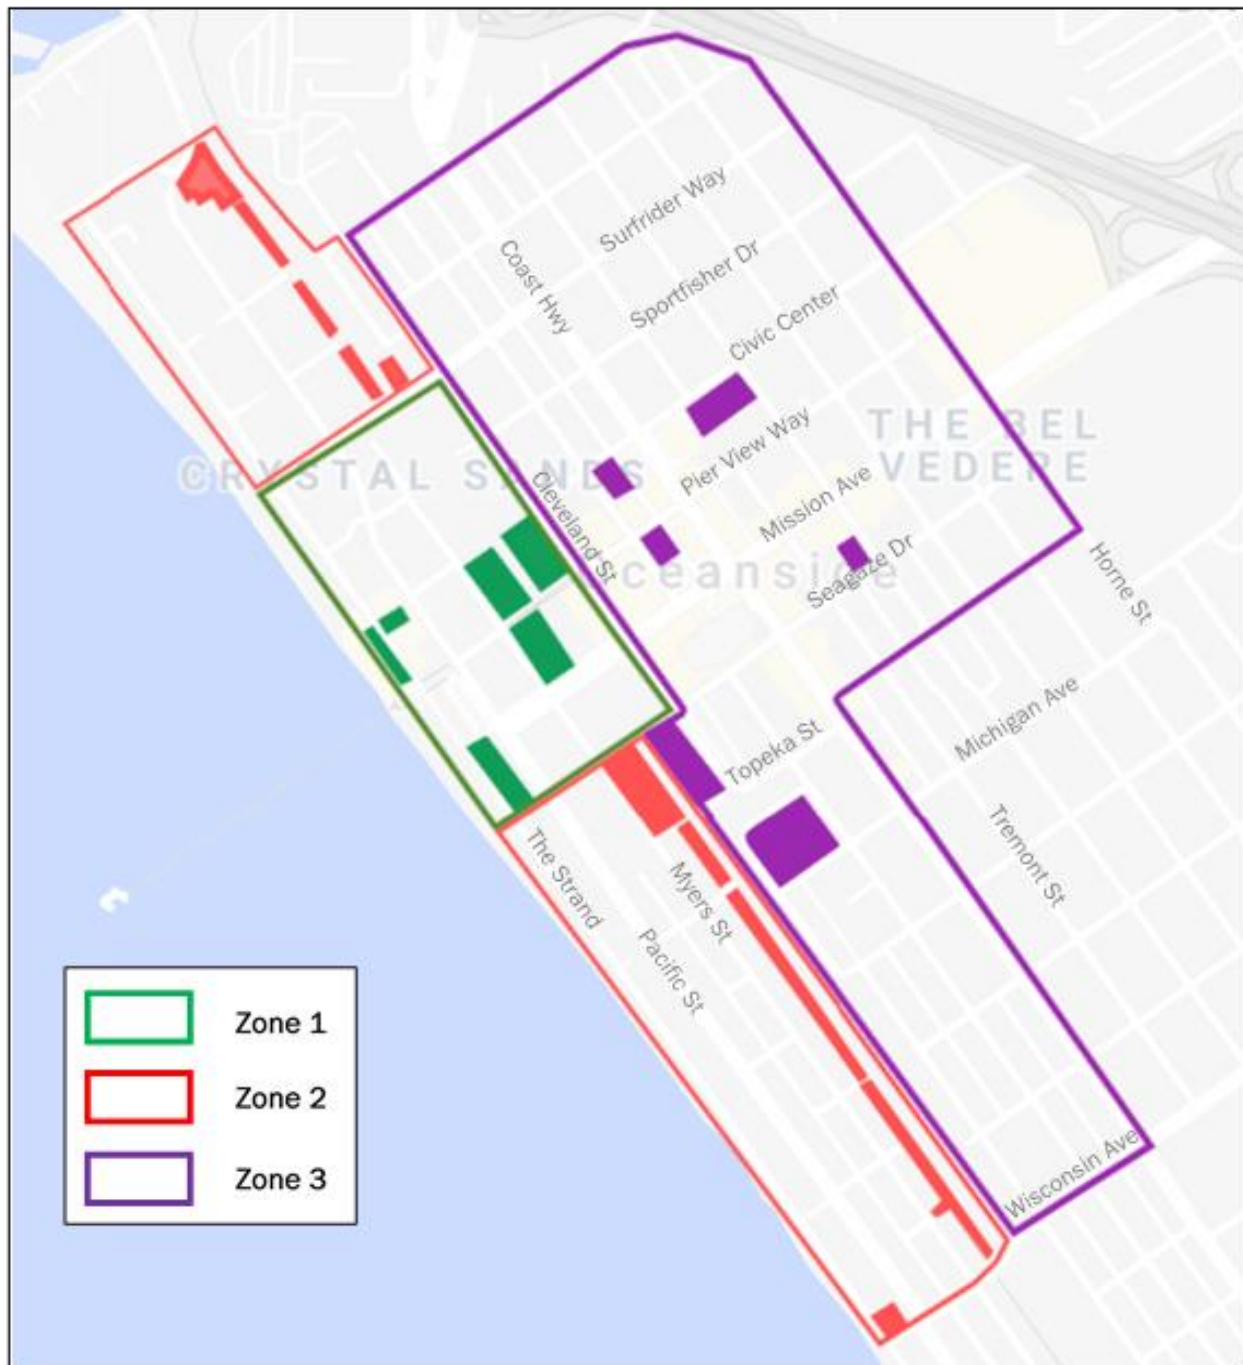 Surfrider Way
Coast Hwy
Sportfisher Dr
Civic Center
THE BEL
VEDERE
Pier View Way
CRYSTAL SANDS
Mission Ave
Cleveland St
Seagaze Dr
Oceanside
Horne St
Michigan Ave
Topeka St
Tremont St
The Strand
Myers St
Pacific St
Zone 1
Zone 2
Zone 3
Wisconsin Ave